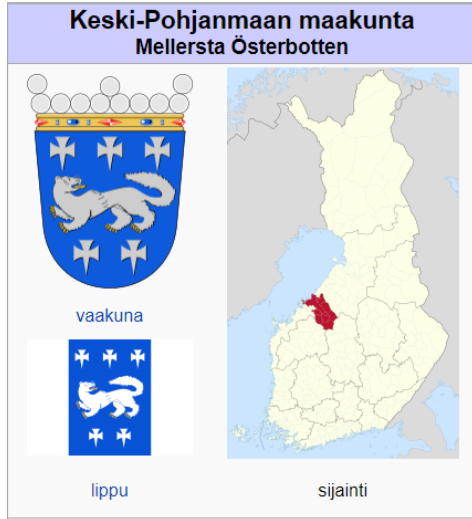 Keski-Pohjanmaan maakunta
Mellersta Österbotten
vaakuna
lippu
sijainti